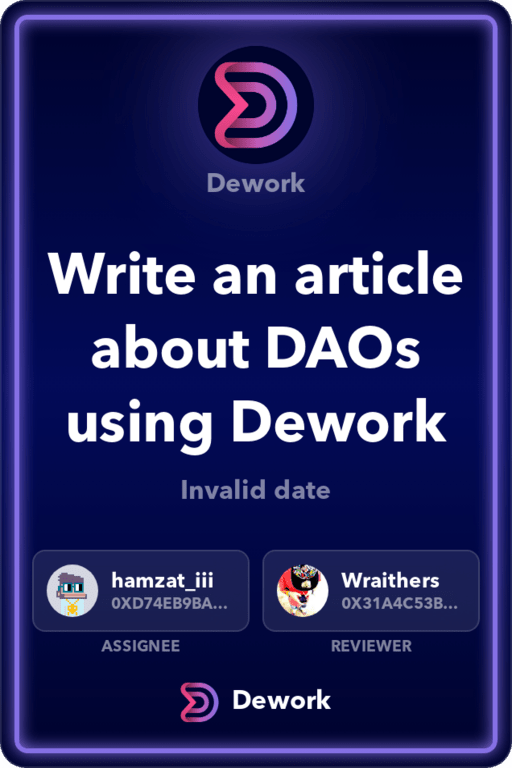 Dework
Write an article
about DAOs
using Dework
Invalid date
hamzat_iii
0XD74EB9BA...
ASSIGNEE
Wraithers
0X31A4C53B...
REVIEWER
Dework